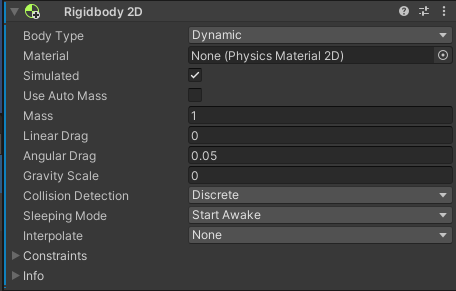 Rigidbody 2D
Body Type Dynamic
Material None (Physics Material 2D)
Simulated
Use Auto Mass
Mass 1
Linear Drag 0
Angular Drag 0.05
Gravity Scale 0
Collision Detection Discrete
Sleeping Mode Start Awake
Interpolate None
Constraints
Info